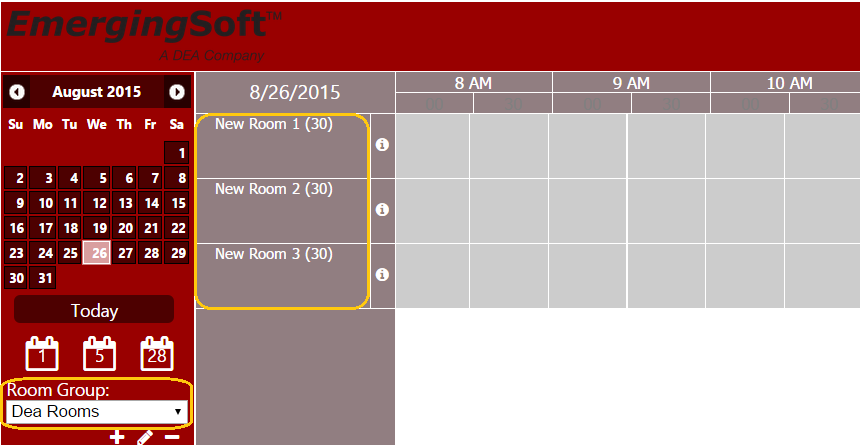 EmergingSoft™
A DEA Company
August 2015
Su Mo Tu We Th Fr Sa
1
2 3 4 5 6 7 8
9 10 11 12 13 14 15
16 17 18 19 20 21 22
23 24 25 26 27 28 29
30 31
Today
1 5 28
Room Group:
Dea Rooms
8/26/2015
8 AM 9 AM 10 AM
00 30 00 30 00 30
New Room 1 (30)
New Room 2 (30)
New Room 3 (30)